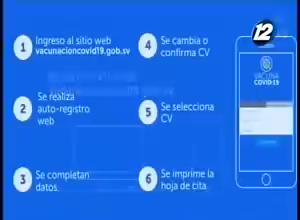 12
1 Ingreso al sitio web
vacunacioncovid19.gob.sv
2 Se realiza
auto-registro
web
3 Se completan
datos.
4 Se cambia o
confirma CV
5 Se selecciona
CV
6 Se imprime la
hoja de cita.
VACUNA
COVID-19